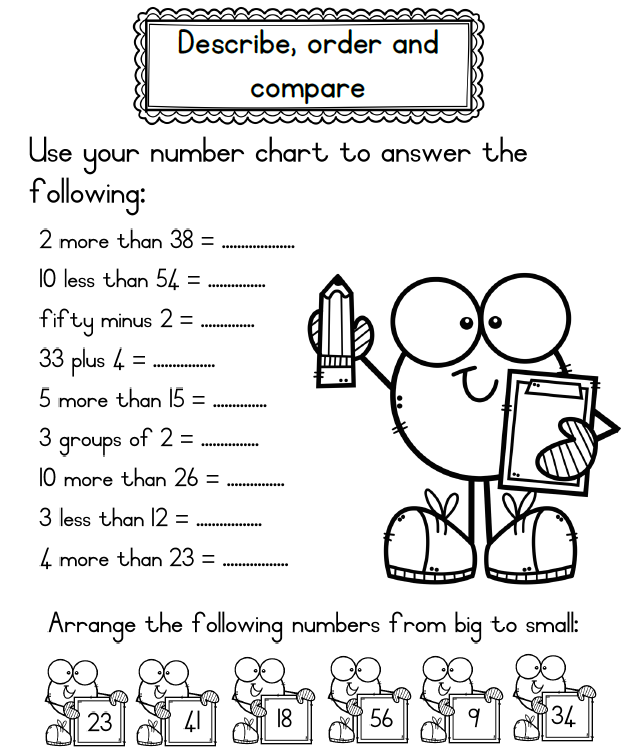 Describe, order and
compare
Use your number chart to answer the
following:
2 more than 38 = ...................
10 less than 54 = ...............
fifty minus 2 = ..............
33 plus 4 = ................
5 more than 15 = ..............
3 groups of 2 = ...............
10 more than 26 = ...............
3 less than 12 = .................
4 more than 23 = .................
Arrange the following numbers from big to small:
23 41 18 56 9 34